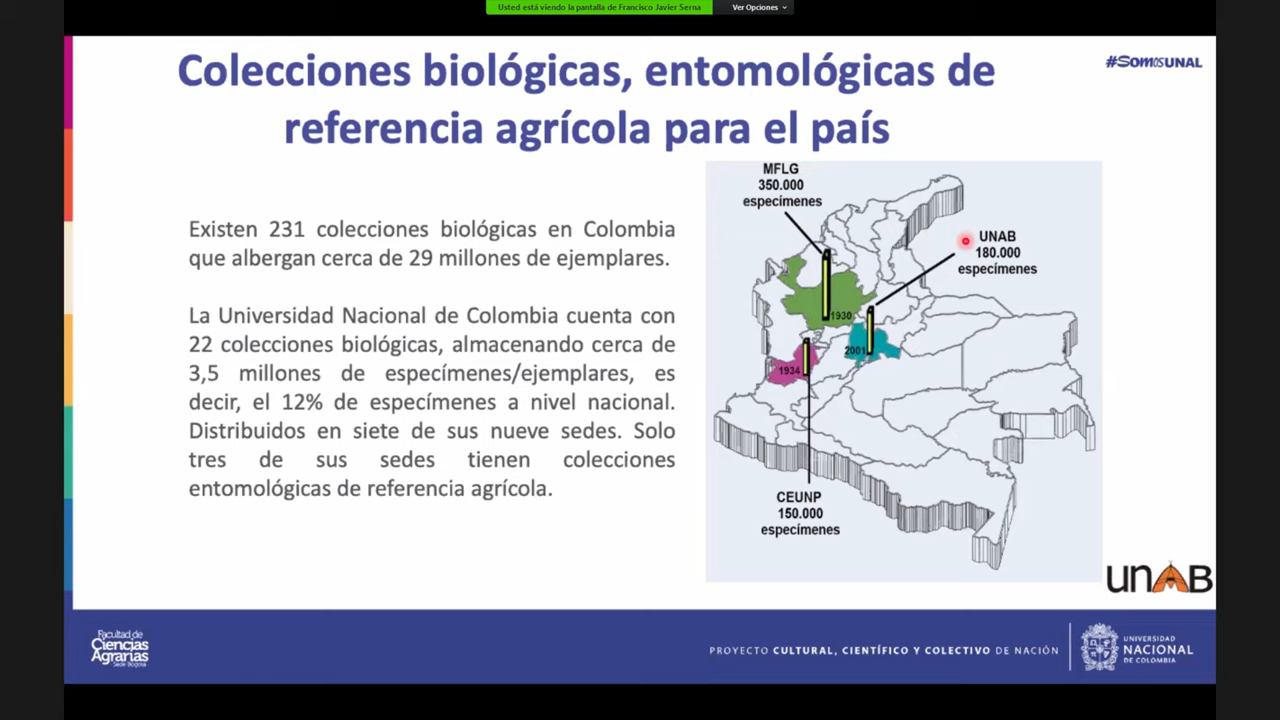 Usted está viendo la pantalla de Francisco Javier Serna
Ver Opciones
Colecciones biológicas, entomológicas de
referencia agrícola para el país
#SomosUNAL
Existen 231 colecciones biológicas en Colombia
que albergan cerca de 29 millones de ejemplares.
La Universidad Nacional de Colombia cuenta con
22 colecciones biológicas, almacenando cerca de
3,5 millones de especímenes/ejemplares, es
decir, el 12% de especímenes a nivel nacional.
Distribuidos en siete de sus nueve sedes. Solo
tres de sus sedes tienen colecciones
entomológicas de referencia agrícola.
MFLG
350.000
especímenes
UNAB
180.000
especímenes
1930
2001
1934
CEUNP
150.000
especímenes
UNAB
Facultad de
Ciencias
Agrarias
Sede Bogotá
PROYECTO CULTURAL, CIENTÍFICO Y COLECTIVO DE NACIÓN
UNIVERSIDAD
NACIONAL
DE COLOMBIA